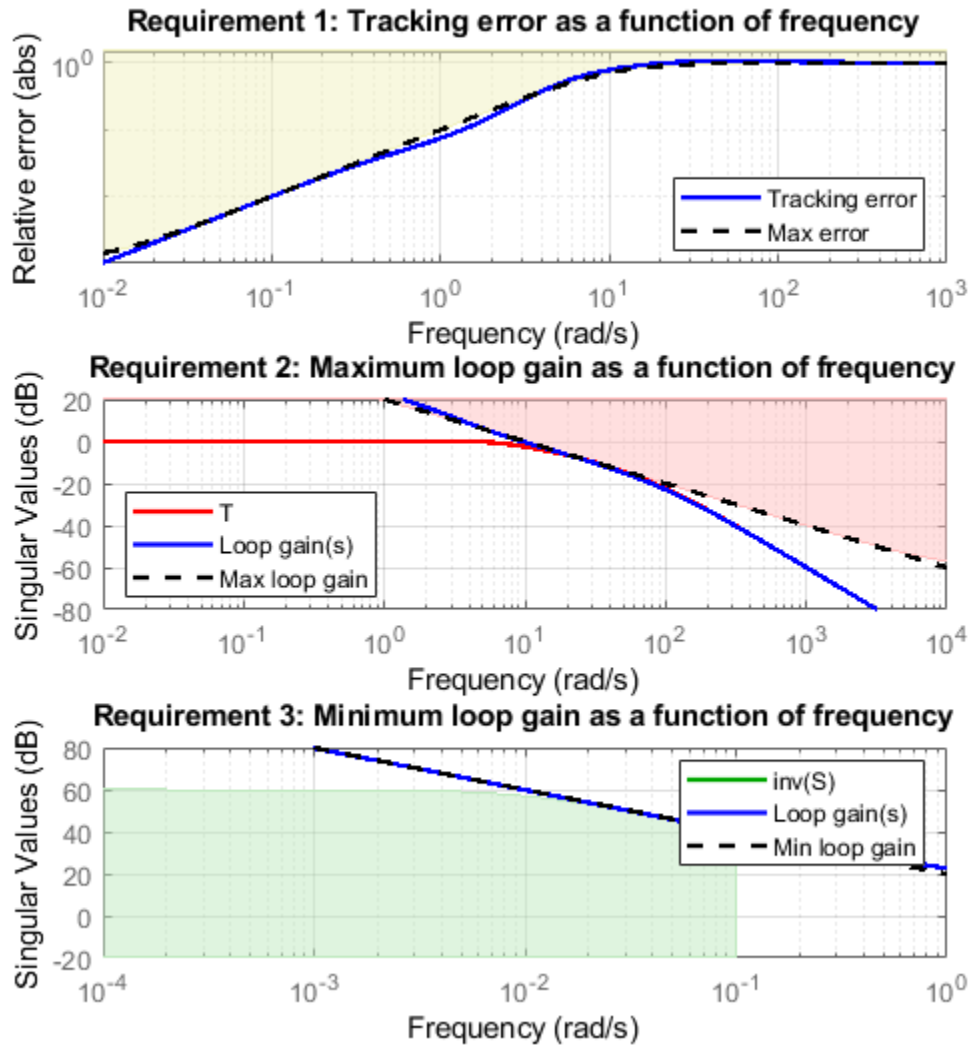 Requirement 1: Tracking error as a function of frequency
Relative error (abs)
10^0
Tracking error
Max error
10^-2 10^-1 10^0 10^1 10^2 10^3
Frequency (rad/s)
Requirement 2: Maximum loop gain as a function of frequency
Singular Values (dB)
20
0
-20
-40
-60
-80
T
Loop gain(s)
Max loop gain
10^-2 10^-1 10^0 10^1 10^2 10^3 10^4
Frequency (rad/s)
Requirement 3: Minimum loop gain as a function of frequency
Singular Values (dB)
80
60
40
20
0
-20
inv(S)
Loop gain(s)
Min loop gain
10^-4 10^-3 10^-2 10^-1 10^0
Frequency (rad/s)